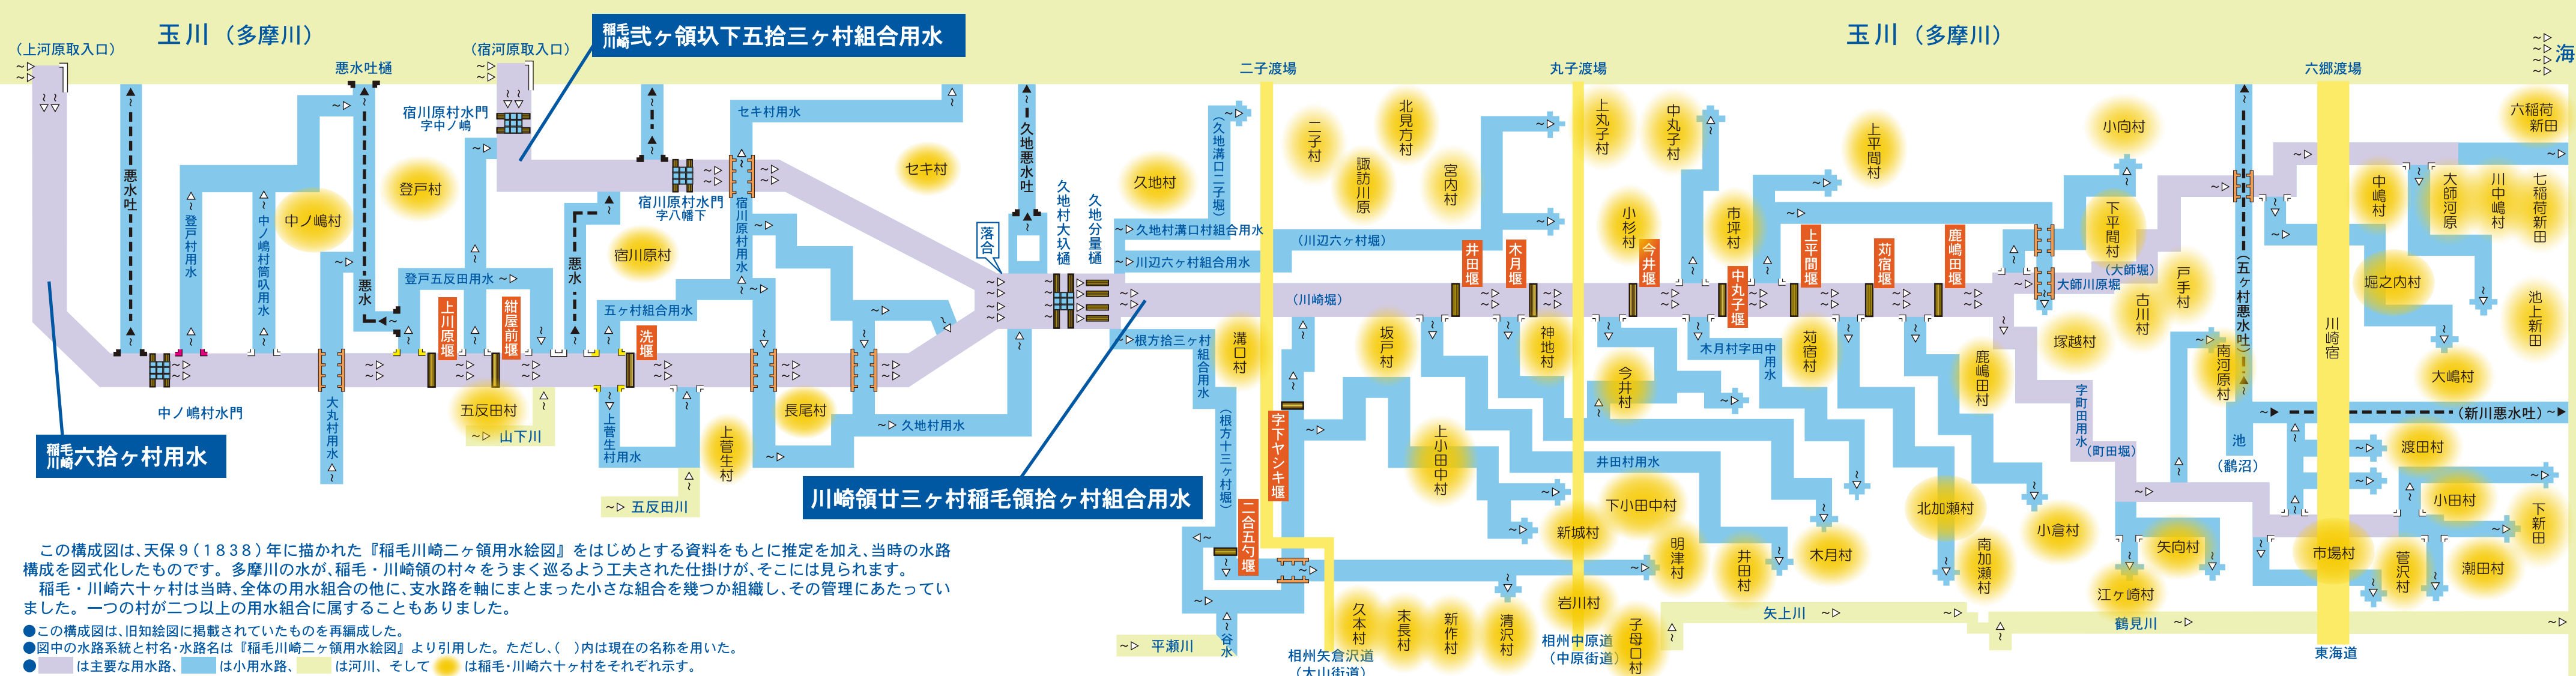 玉川（多摩川）
玉川（多摩川）
海
（上河原取入口）
（宿河原取入口）
悪水吐樋
稲毛川崎弐ヶ領圦下五拾三ヶ村組合用水
宿川原村水門
字中ノ嶋
二子渡場
丸子渡場
六郷渡場
悪水吐
登戸村用水
中ノ嶋村筒圦用水
中ノ嶋村
悪水
登戸村
登戸五反田用水
上川原堰
紺屋前堰
悪水
宿川原村
五ヶ村組合用水
洗堰
宿川原村水門
字八幡下
セキ村用水
宿川原村用水
セキ村
落合
久地悪水吐
久地村大圦樋
久地分量樋
久地村
（久地溝口二子堀）
久地村溝口村組合用水
川辺六ヶ村組合用水
（川辺六ヶ村堀）
（川崎堀）
二子村
諏訪川原
北見方村
宮内村
上丸子村
小杉村
中丸子村
市坪村
上平間村
井田堰
木月堰
今井堰
中丸子堰
上平間堰
苅宿堰
鹿嶋田堰
小向村
下平間村
（大師堀）
大師川原堀
戸手村
古川村
塚越村
（五ヶ村悪水吐）
南河原村
池
（鷭沼）
川崎宿
中嶋村
大師河原
川中嶋村
七稲荷新田
六稲荷
新田
堀之内村
池上新田
大嶋村
（新川悪水吐）
渡田村
小田村
下新田
中ノ嶋村水門
大丸村用水
五反田村
山下川
上菅生
村用水
五反田川
上菅生村
長尾村
久地村用水
稲毛川崎六拾ヶ村用水
川崎領廿三ヶ村稲毛領拾ヶ村組合用水
根方拾三ヶ村
組合用水
（根方十三ヶ村堀）
溝口村
字下ヤシキ堰
二合五勺堰
坂戸村
上小田中村
神地村
今井村
木月村字田中
用水
苅宿村
鹿嶋田村
井田村用水
下小田中村
新城村
明津村
井田村
木月村
北加瀬村
南加瀬村
小倉村
字町田用水
（町田堀）
矢向村
江ヶ崎村
市場村
菅沢村
潮田村
平瀬川
谷水
久本村
末長村
新作村
清沢村
岩川村
子母口村
相州矢倉沢道
（大山街道）
相州中原道
（中原街道）
矢上川
鶴見川
東海道
この構成図は、天保９（１８３８）年に描かれた『稲毛川崎二ヶ領用水絵図』をはじめとする資料をもとに推定を加え、当時の水路
構成を図式化したものです。多摩川の水が、稲毛・川崎領の村々をうまく巡るよう工夫された仕掛けが、そこには見られます。
稲毛・川崎六十ヶ村は当時、全体の用水組合の他に、支水路を軸にまとまった小さな組合を幾つか組織し、その管理にあたってい
ました。一つの村が二つ以上の用水組合に属することもありました。
●この構成図は、旧知絵図に掲載されていたものを再編成した。
●図中の水路系統と村名・水路名は『稲毛川崎二ヶ領用水絵図』より引用した。ただし、（　）内は現在の名称を用いた。
●は主要な用水路、は小用水路、は河川、そしては稲毛・川崎六十ヶ村をそれぞれ示す。